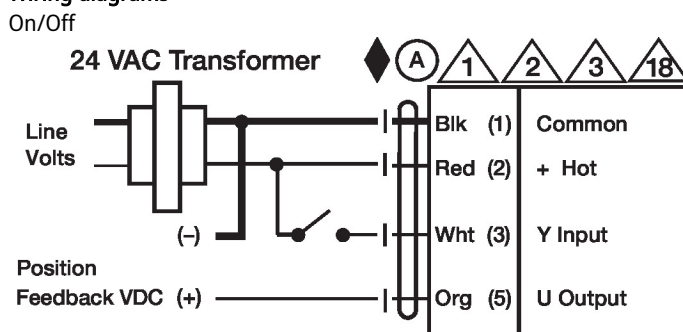 Wiring diagrams
On/Off
24 VAC Transformer
A 1 2 3 18
Line
Volts
Blk (1) Common
Red (2) + Hot
(−) Wht (3) Y Input
Position
Feedback VDC (+) Org (5) U Output